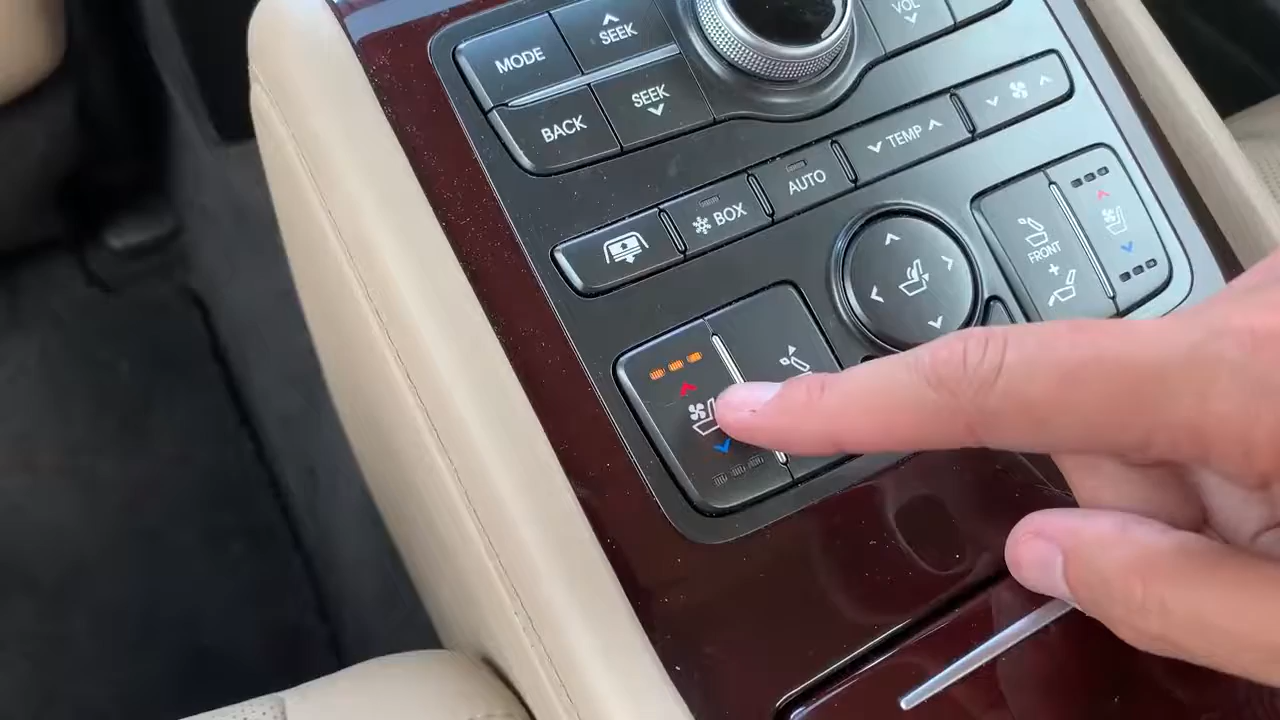 MODE
SEEK
VOL
BACK
SEEK
BOX
AUTO
TEMP
FRONT